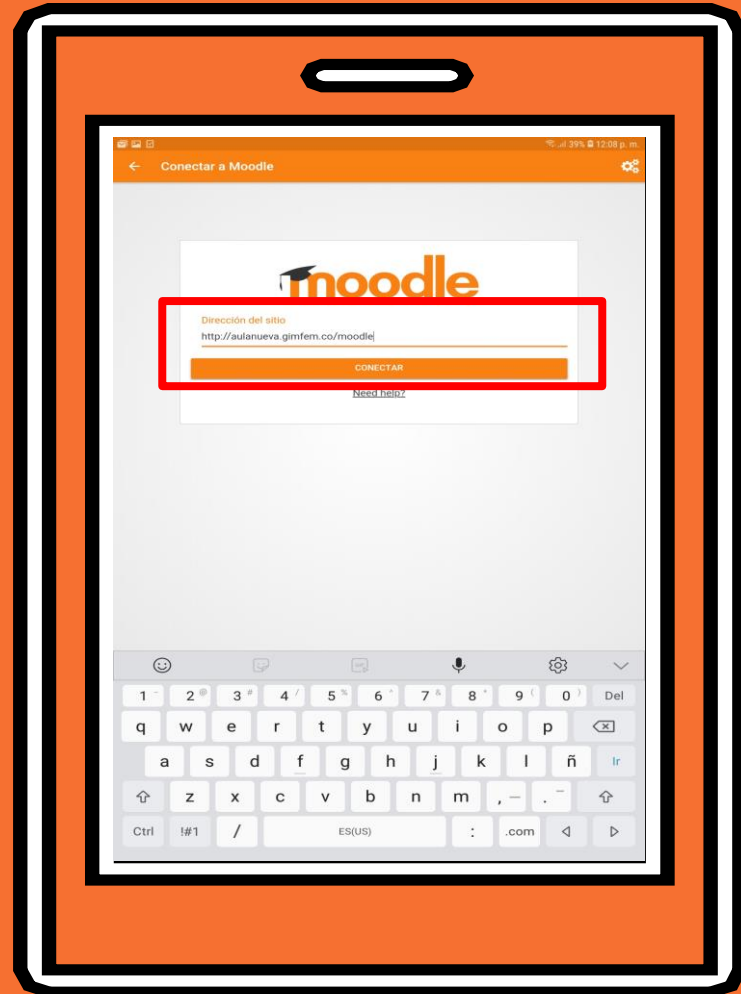 39% 12:08 p. m.
Conectar a Moodle
moodle
Dirección del sitio
http://aulanueva.gimfem.co/moodle
CONECTAR
Need help?
1 - 2 @ 3 # 4 / 5 % 6 ^ 7 & 8 * 9 ( 0 ) Del
q w e r t y u i o p
a s d f g h j k l ñ Ir
z x c v b n m , — . ¯
Ctrl !#1 / ES(US) : .com